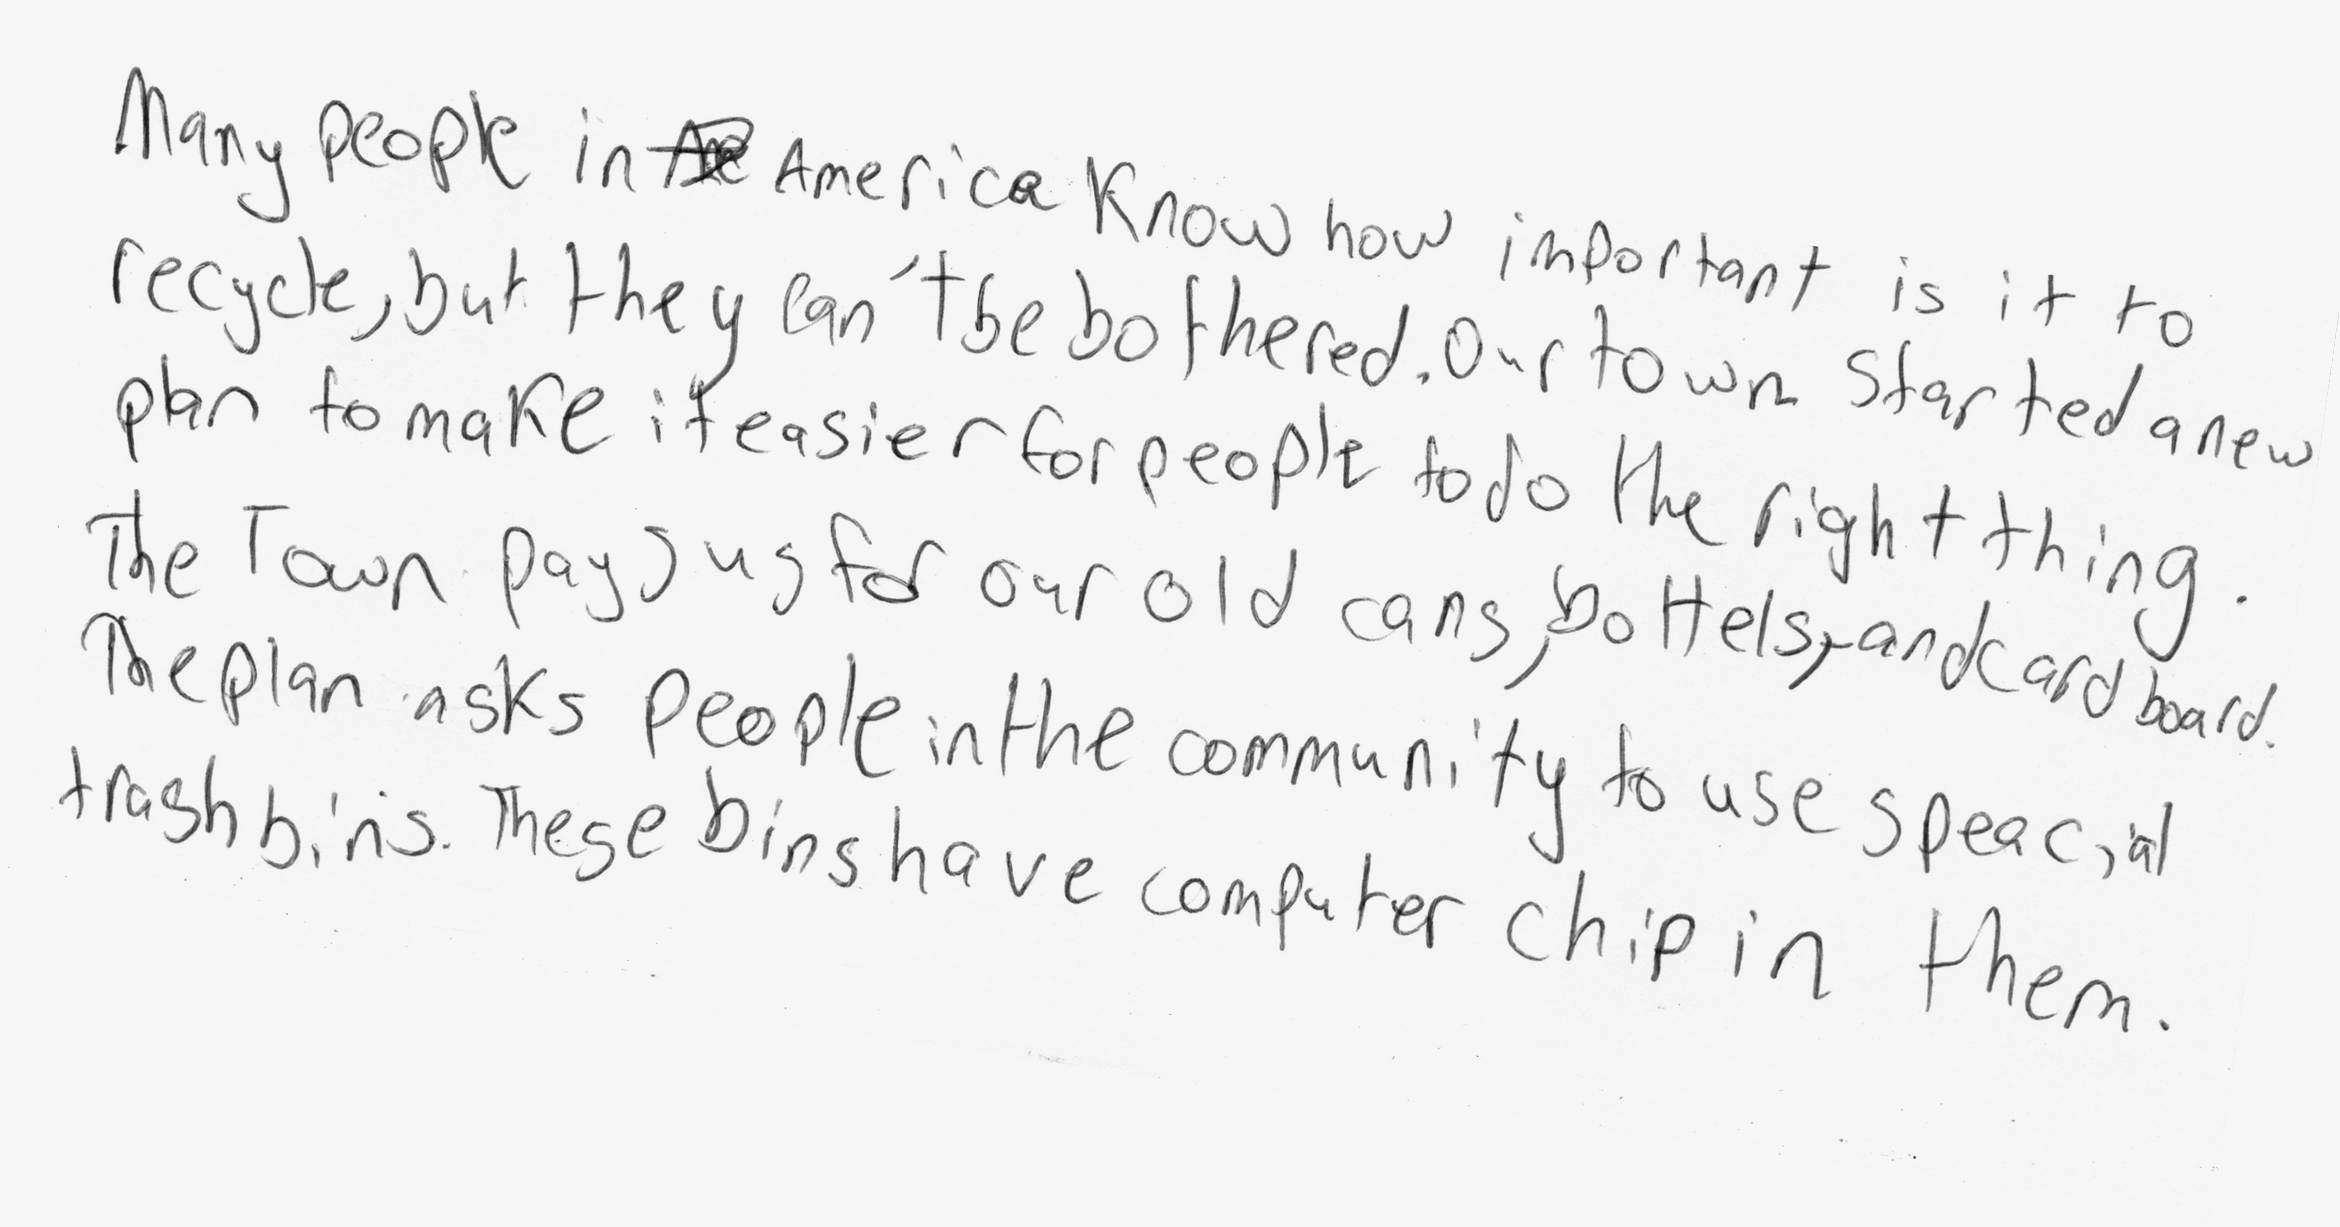 Many people in America Know how important is it to
recycle, but they can't be bothered. Our town started a new
plan to make it easier for people to do the right thing.
The Town pays us for our old cans, bottels, and cardboard.
The plan asks people in the community to use speacial
trash bins. These bins have computer chip in them.